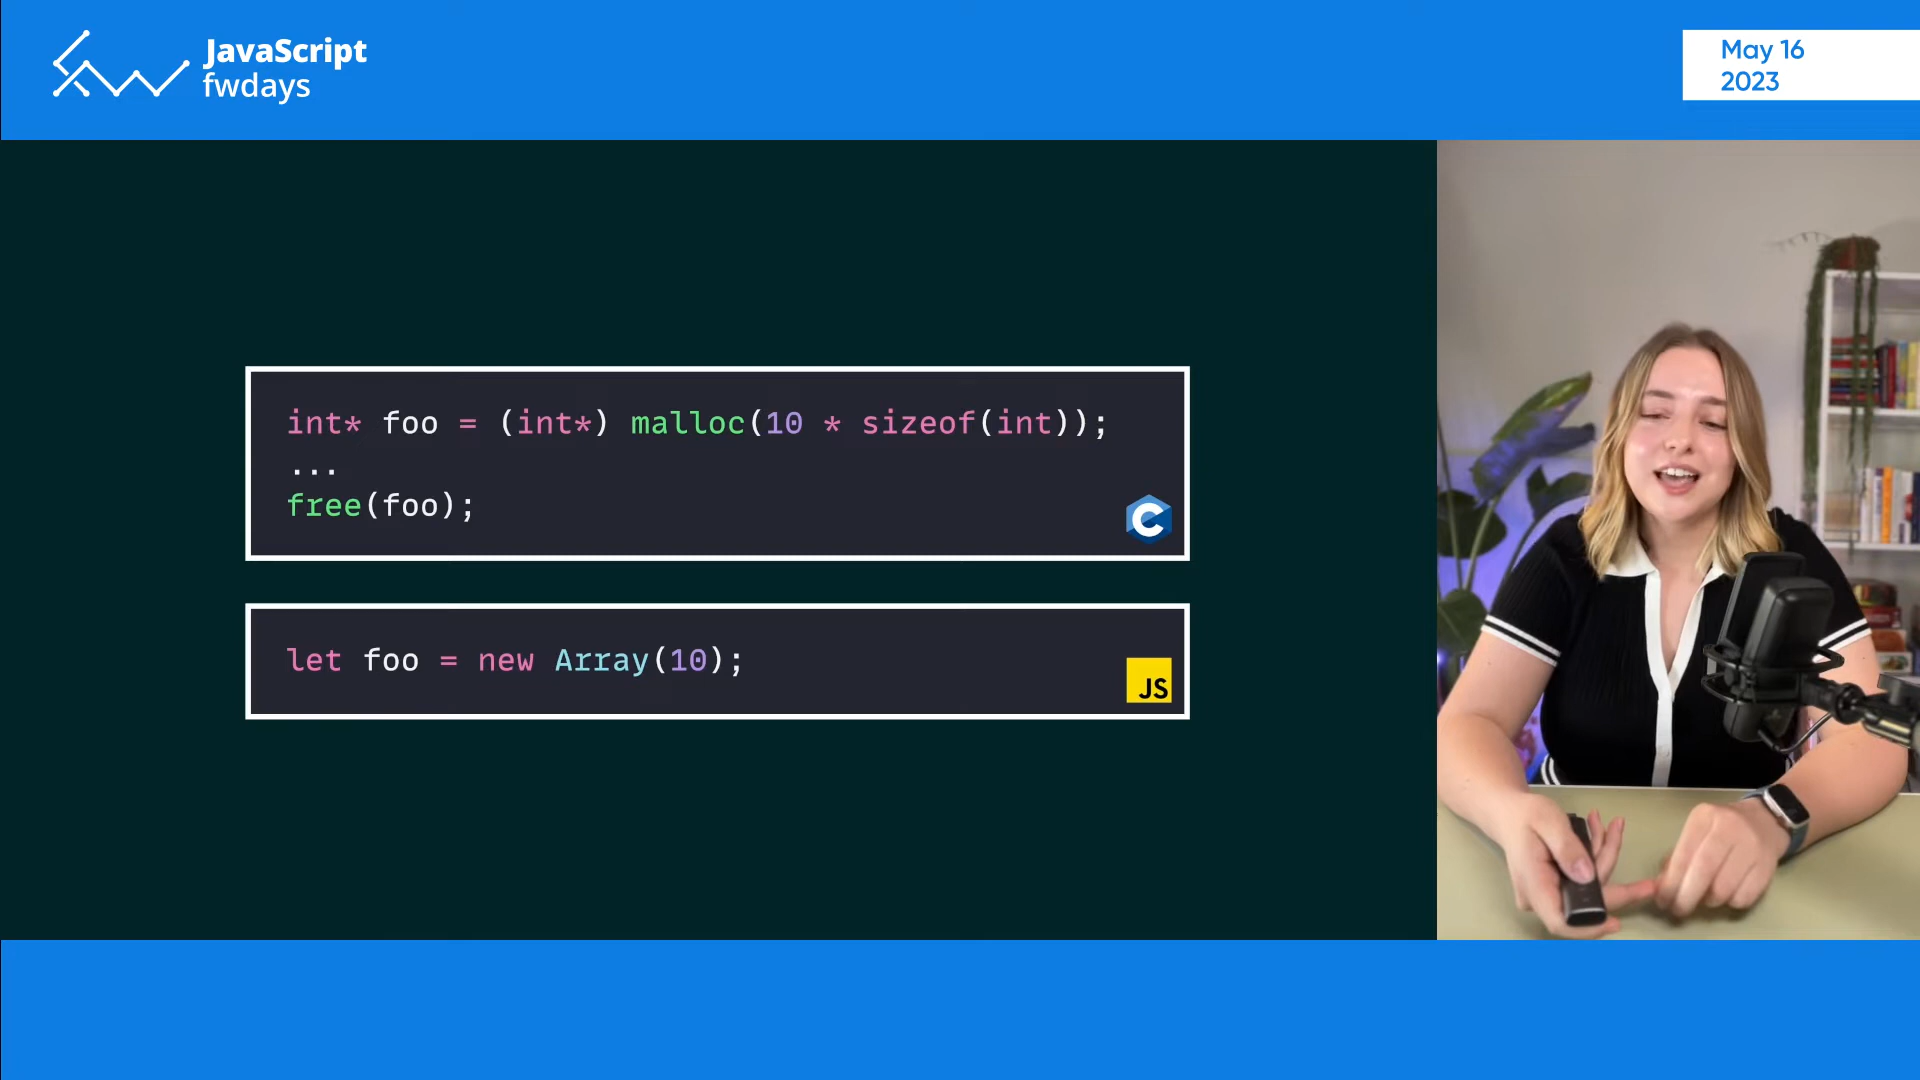 JavaScript
fwdays
May 16
2023
int* foo = (int*) malloc(10 * sizeof(int));
...
free(foo);
C
let foo = new Array(10);
JS